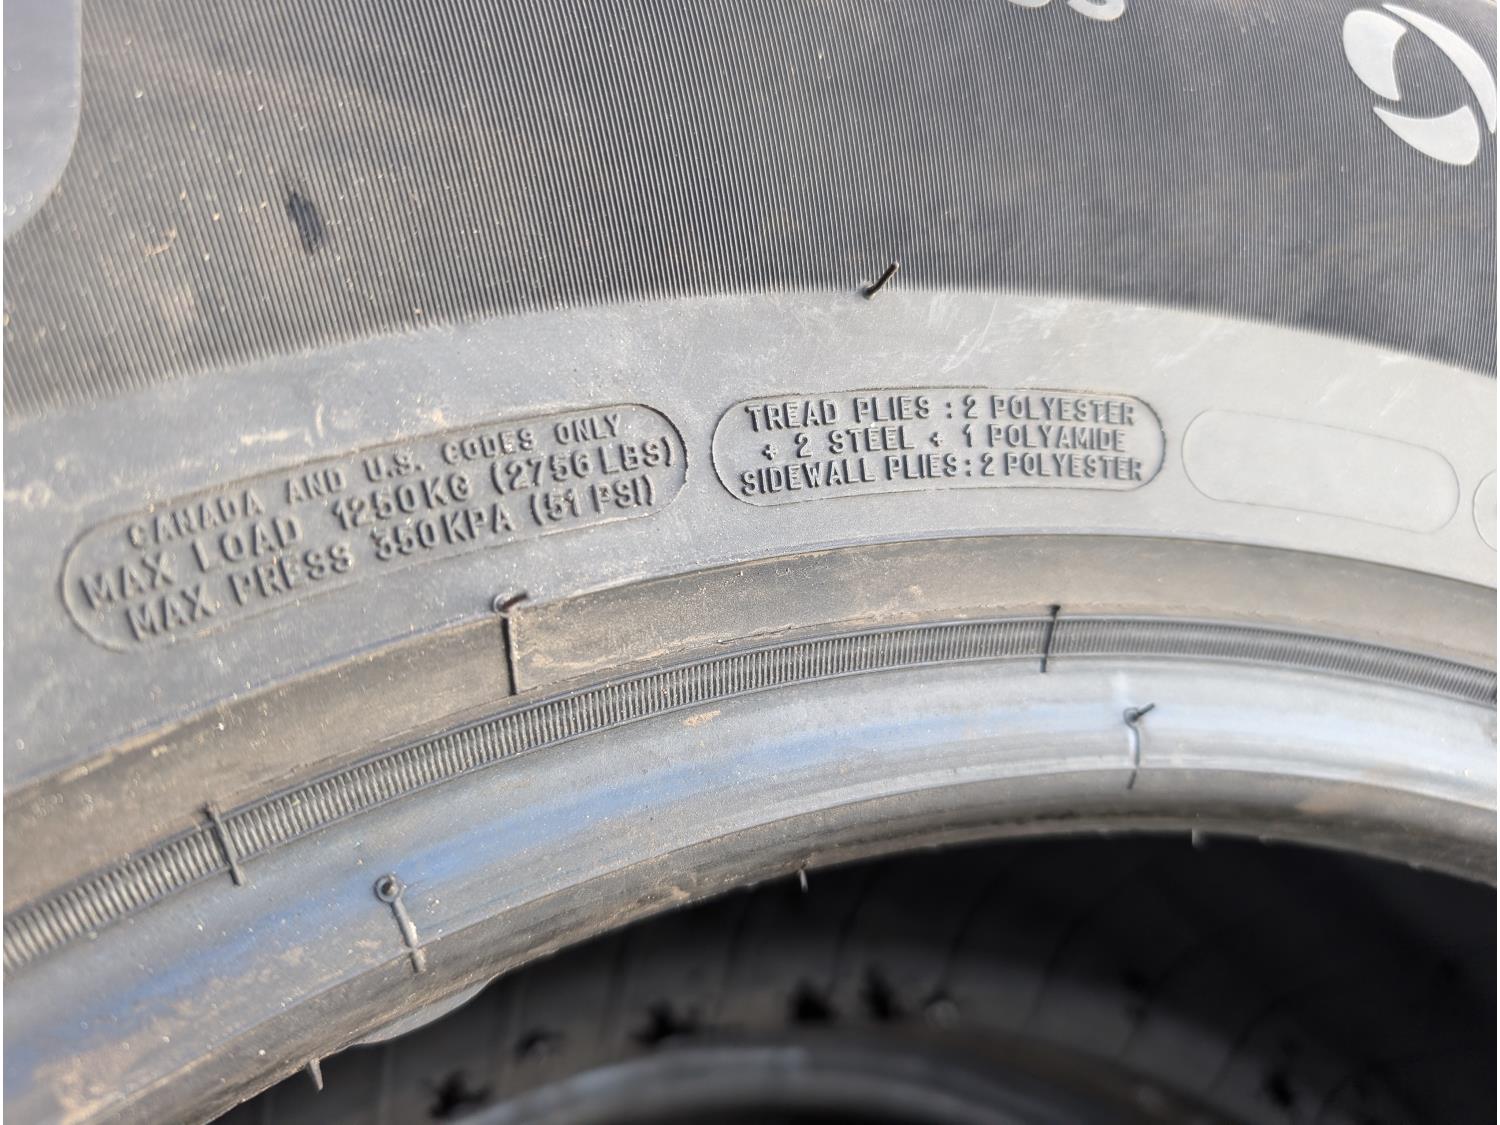 CANADA AND U.S. CODES ONLY
MAX LOAD 1250KG (2756 LBS)
MAX PRESS 350KPA (51 PSI)
TREAD PLIES : 2 POLYESTER
+ 2 STEEL + 1 POLYAMIDE
SIDEWALL PLIES : 2 POLYESTER